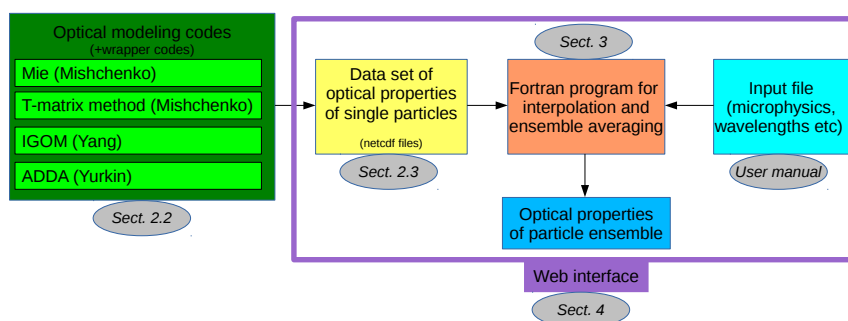 Optical modeling codes
(+wrapper codes)
Mie (Mishchenko)
T-matrix method (Mishchenko)
IGOM (Yang)
ADDA (Yurkin)
Sect. 2.2
Data set of
optical properties
of single particles
(netcdf files)
Sect. 2.3
Sect. 3
Fortran program for
interpolation and
ensemble averaging
Input file
(microphysics,
wavelengths etc)
User manual
Optical properties
of particle ensemble
Web interface
Sect. 4